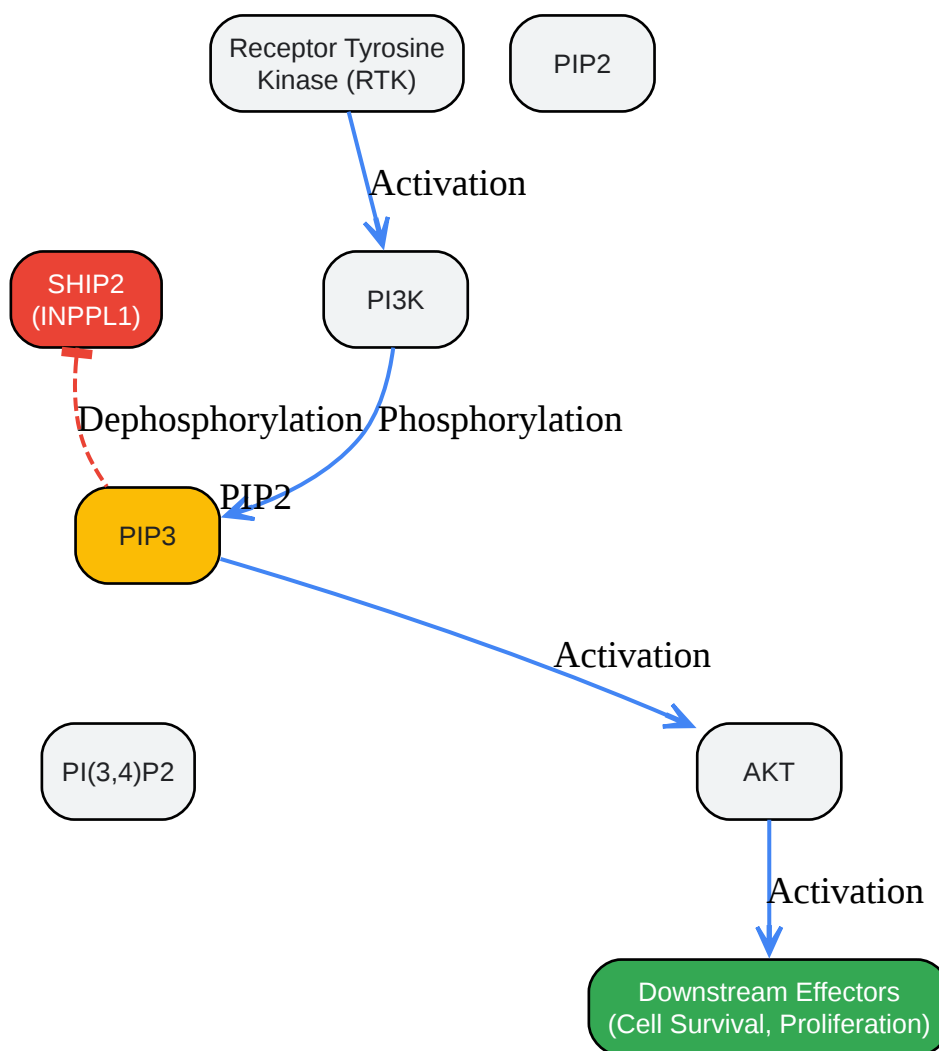 Receptor Tyrosine
Kinase (RTK)
PIP2
Activation
SHIP2
(INPPL1)
PI3K
Dephosphorylation
Phosphorylation
PIP2
PIP3
Activation
PI(3,4)P2
AKT
Activation
Downstream Effectors
(Cell Survival, Proliferation)